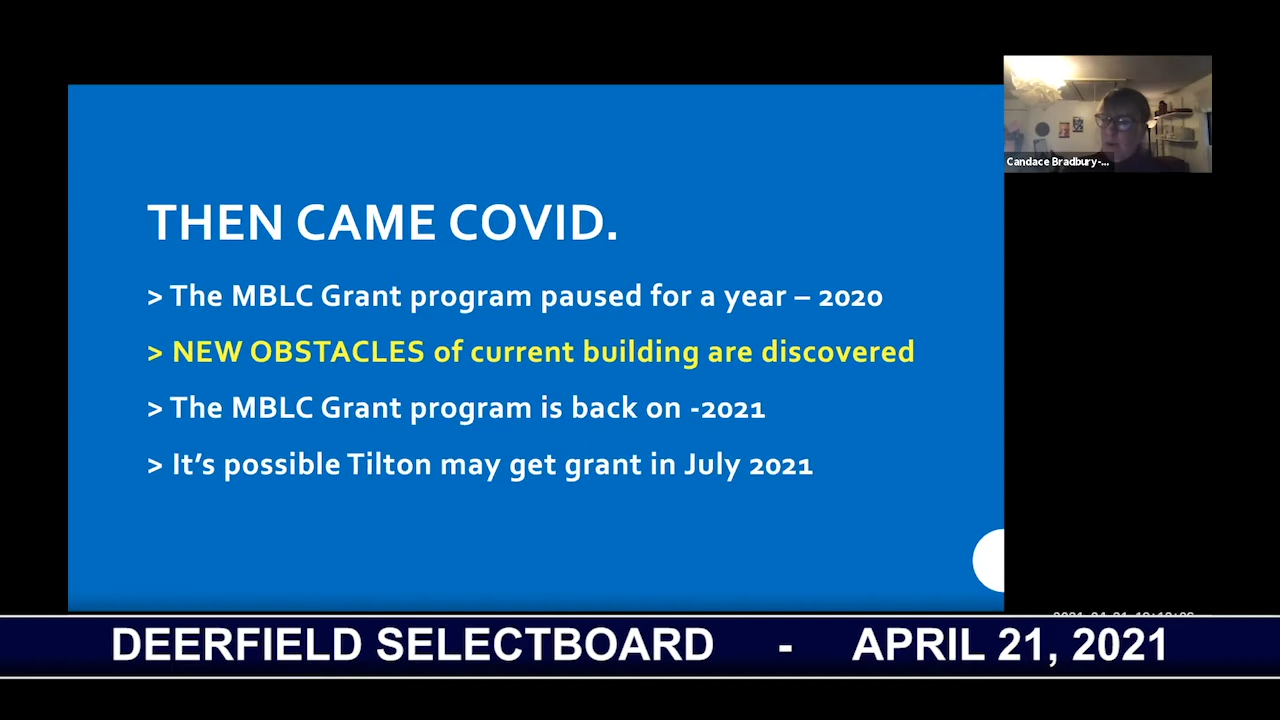 THEN CAME COVID.
> The MBLC Grant program paused for a year – 2020
> NEW OBSTACLES of current building are discovered
> The MBLC Grant program is back on -2021
> It's possible Tilton may get grant in July 2021
Candace Bradbury-...
DEERFIELD SELECTBOARD - APRIL 21, 2021